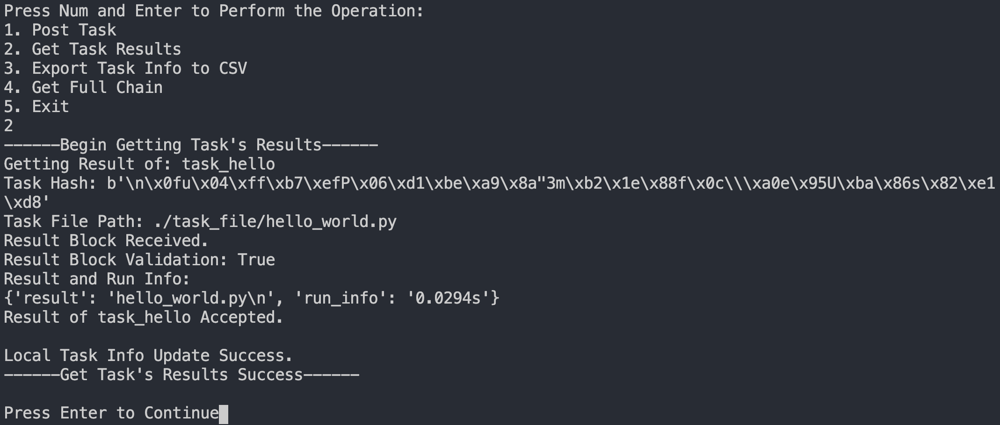 Press Num and Enter to Perform the Operation:
1. Post Task
2. Get Task Results
3. Export Task Info to CSV
4. Get Full Chain
5. Exit
2
------Begin Getting Task's Results------
Getting Result of: task_hello
Task Hash: b'\n\x0fu\x04\xff\xb7\xefP\x06\xd1\xbe\xa9\x8a"3m\xb2\x1e\x88f\x0c\\\xa0e\x95U\xba\x86s\x82\xe1
\xd8'
Task File Path: ./task_file/hello_world.py
Result Block Received.
Result Block Validation: True
Result and Run Info:
{'result': 'hello_world.py\n', 'run_info': '0.0294s'}
Result of task_hello Accepted.
Local Task Info Update Success.
------Get Task's Results Success------
Press Enter to Continue